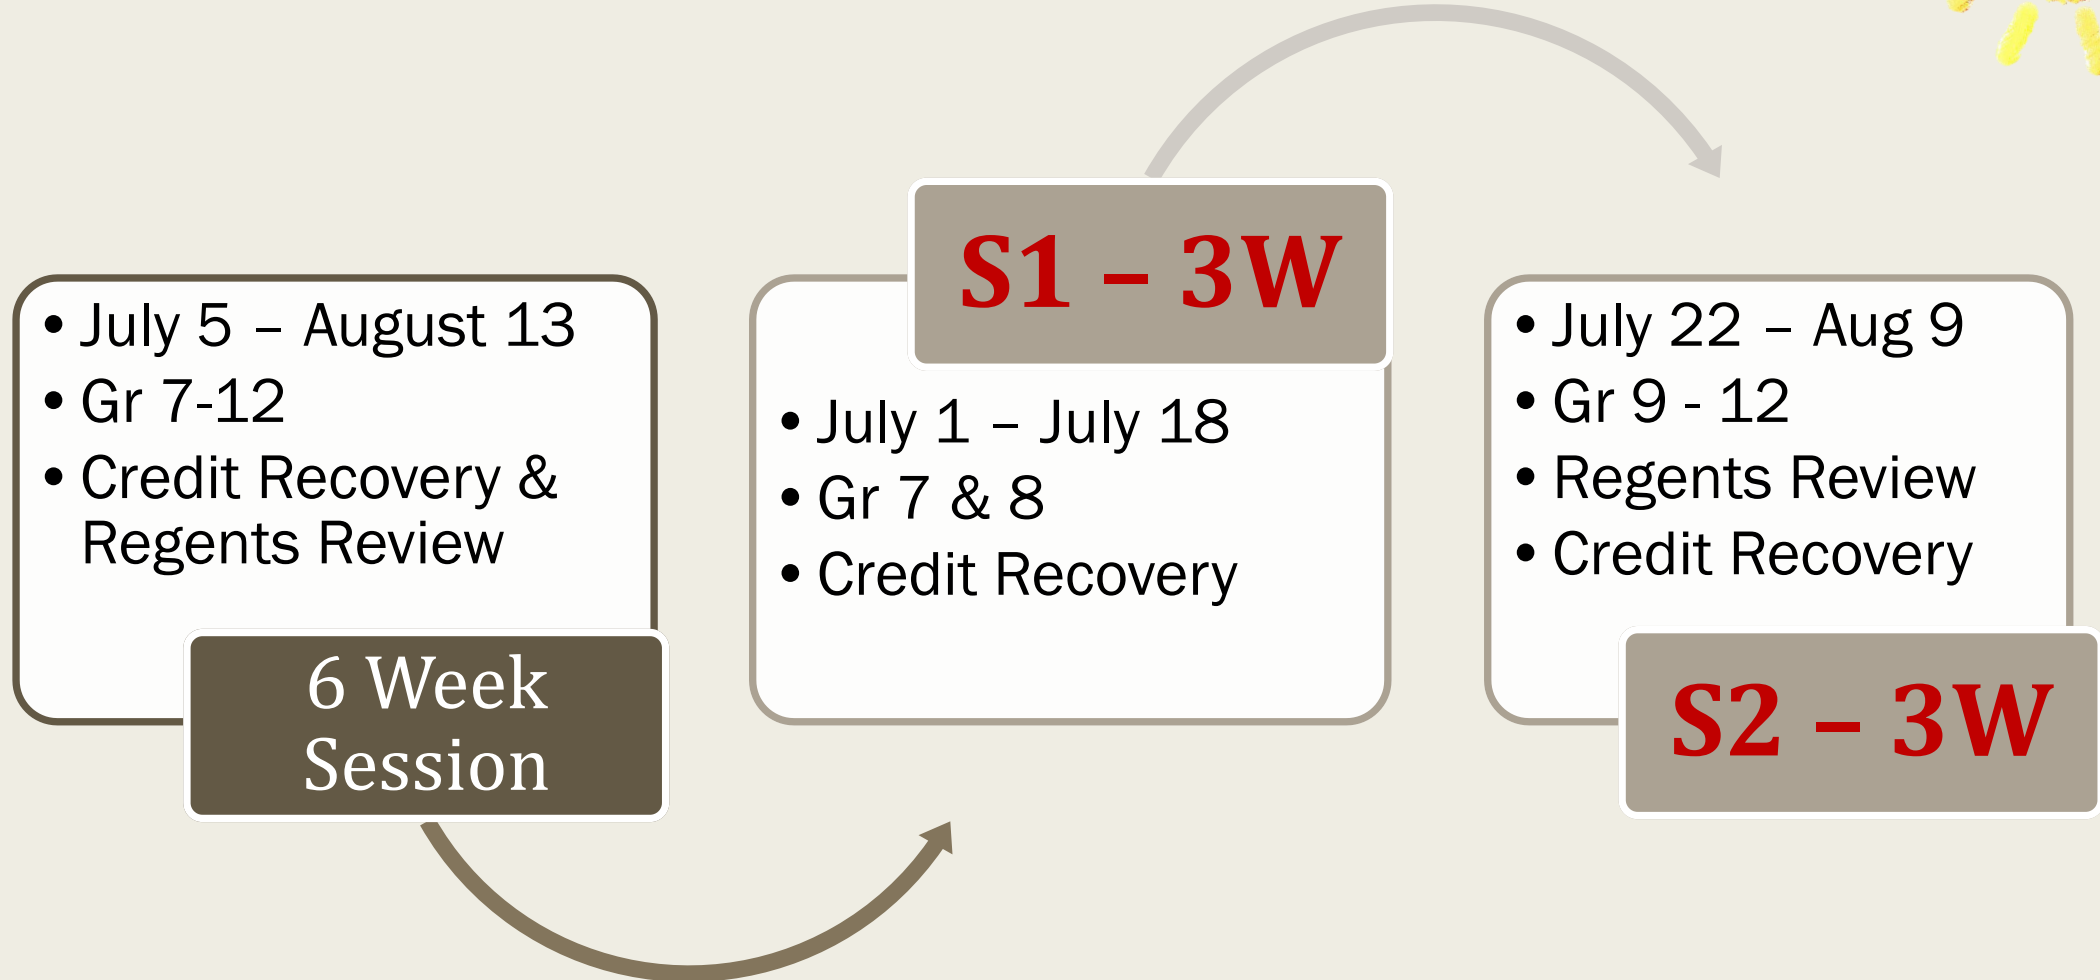 • July 5 – August 13
• Gr 7-12
• Credit Recovery &
Regents Review
6 Week
Session
S1 – 3W
• July 1 – July 18
• Gr 7 & 8
• Credit Recovery
• July 22 – Aug 9
• Gr 9 - 12
• Regents Review
• Credit Recovery
S2 – 3W